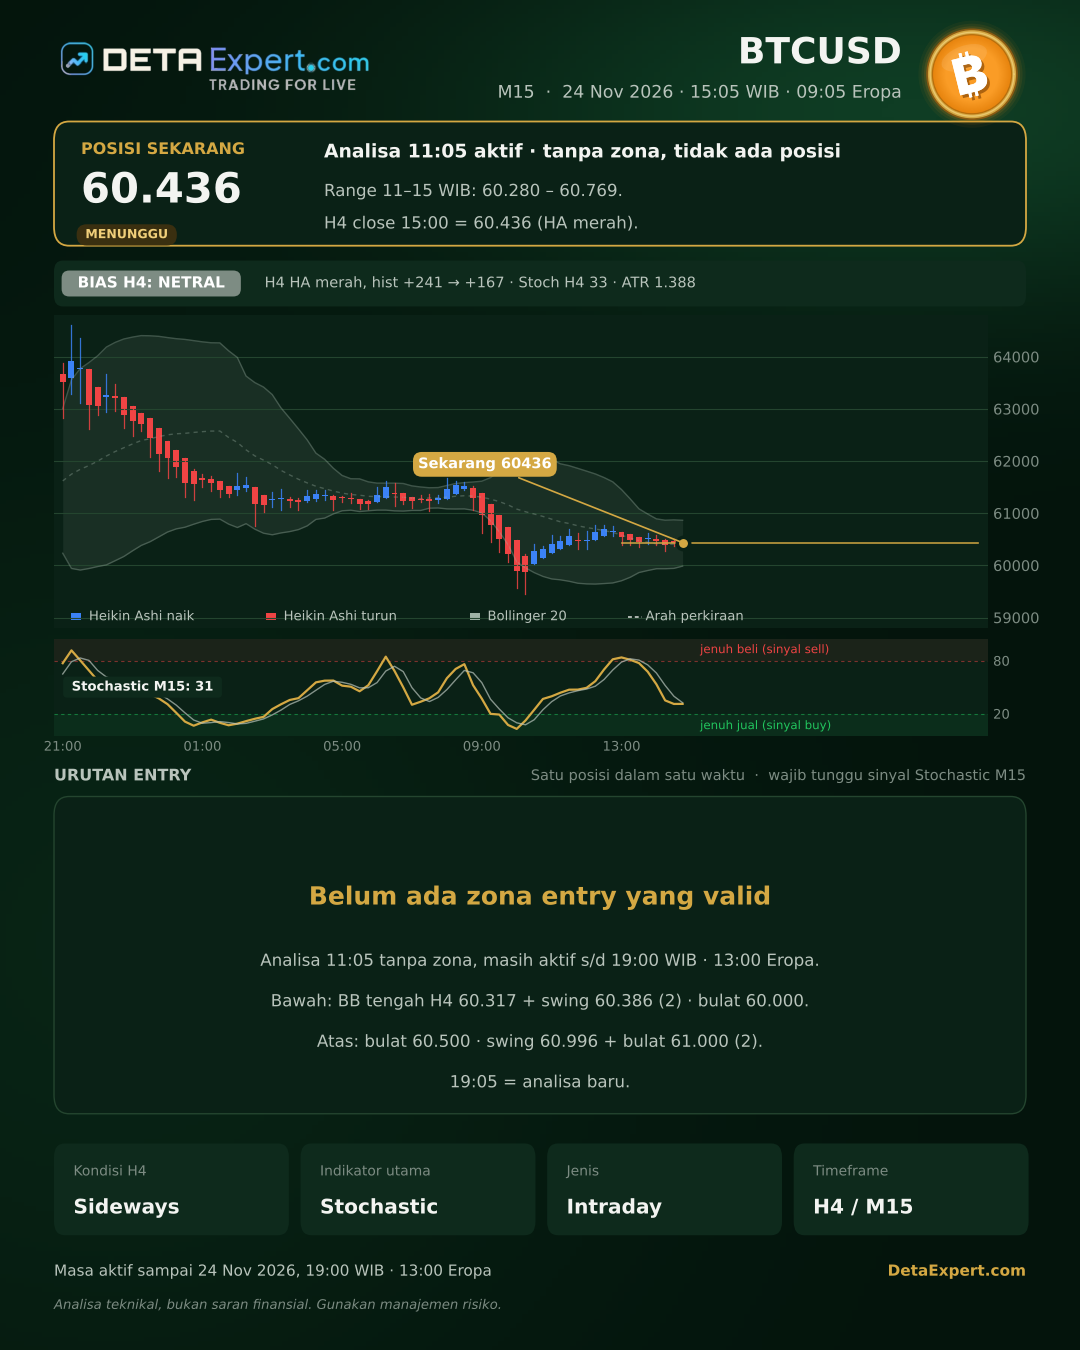 DETA Expert.com
TRADING FOR LIVE
BTCUSD
M15 · 24 Nov 2026 · 15:05 WIB · 09:05 Eropa
POSISI SEKARANG
60.436
MENUNGGU
Analisa 11:05 aktif · tanpa zona, tidak ada posisi
Range 11–15 WIB: 60.280 – 60.769.
H4 close 15:00 = 60.436 (HA merah).
BIAS H4: NETRAL
H4 HA merah, hist +241 → +167 · Stoch H4 33 · ATR 1.388
64000
63000
62000
61000
60000
59000
Sekarang 60436
Heikin Ashi naik
Heikin Ashi turun
Bollinger 20
Arah perkiraan
jenuh beli (sinyal sell)
80
Stochastic M15: 31
20
jenuh jual (sinyal buy)
21:00 01:00 05:00 09:00 13:00
URUTAN ENTRY
Satu posisi dalam satu waktu · wajib tunggu sinyal Stochastic M15
Belum ada zona entry yang valid
Analisa 11:05 tanpa zona, masih aktif s/d 19:00 WIB · 13:00 Eropa.
Bawah: BB tengah H4 60.317 + swing 60.386 (2) · bulat 60.000.
Atas: bulat 60.500 · swing 60.996 + bulat 61.000 (2).
19:05 = analisa baru.
Kondisi H4
Sideways
Indikator utama
Stochastic
Jenis
Intraday
Timeframe
H4 / M15
Masa aktif sampai 24 Nov 2026, 19:00 WIB · 13:00 Eropa
DetaExpert.com
Analisa teknikal, bukan saran finansial. Gunakan manajemen risiko.